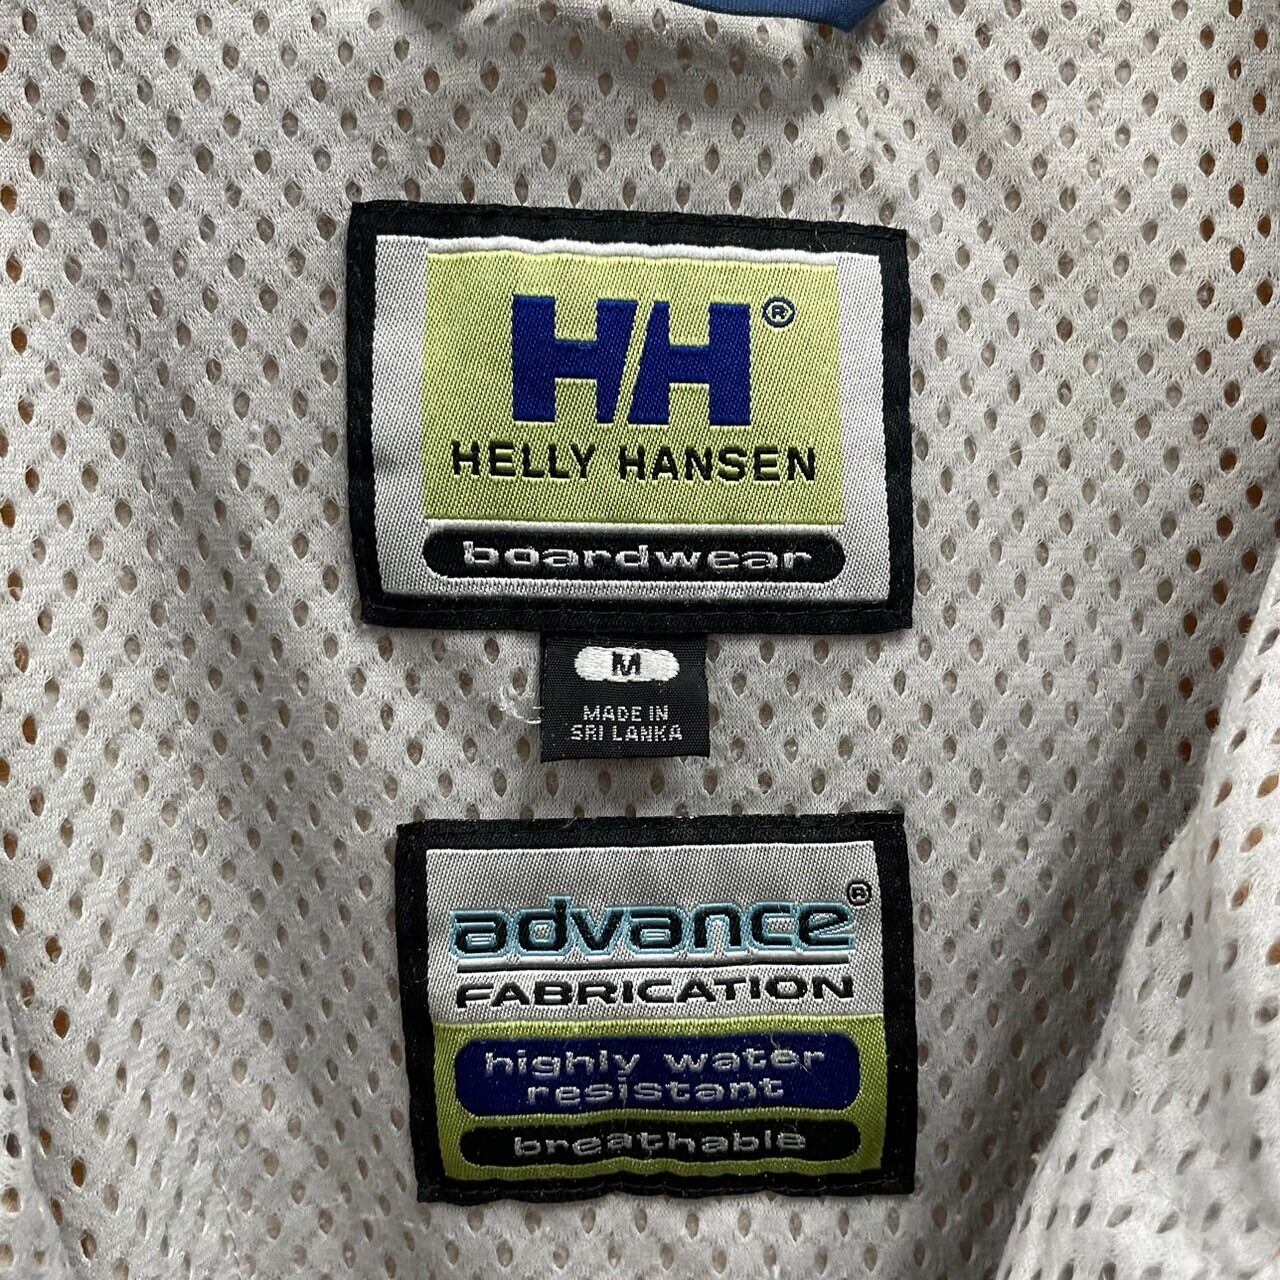 HH®
HELLY HANSEN
boardwear
M
MADE IN
SRI LANKA
advance®
FABRICATION
highly water
resistant
breathable